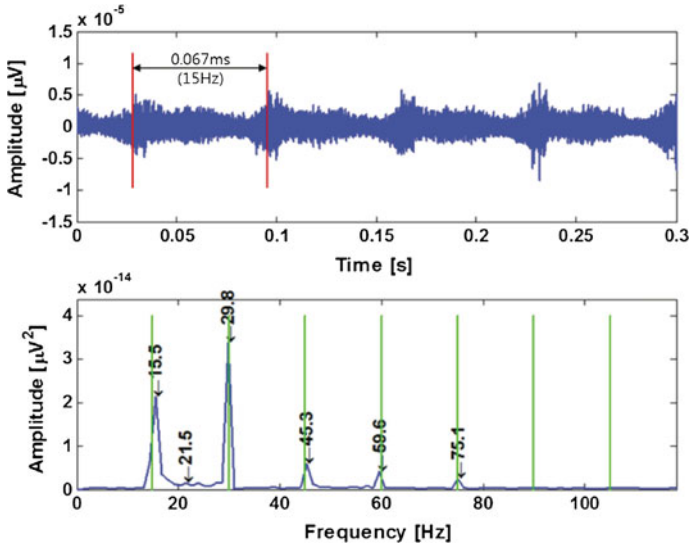 x 10^-5
1.5
1
0.5
0
-0.5
-1
-1.5
Amplitude [μV]
0.067ms
(15Hz)
0 0.05 0.1 0.15 0.2 0.25 0.3
Time [s]
x 10^-14
4
3
2
1
0
Amplitude [μV^2]
15.5
21.5
29.8
45.3
59.6
75.1
0 20 40 60 80 100
Frequency [Hz]